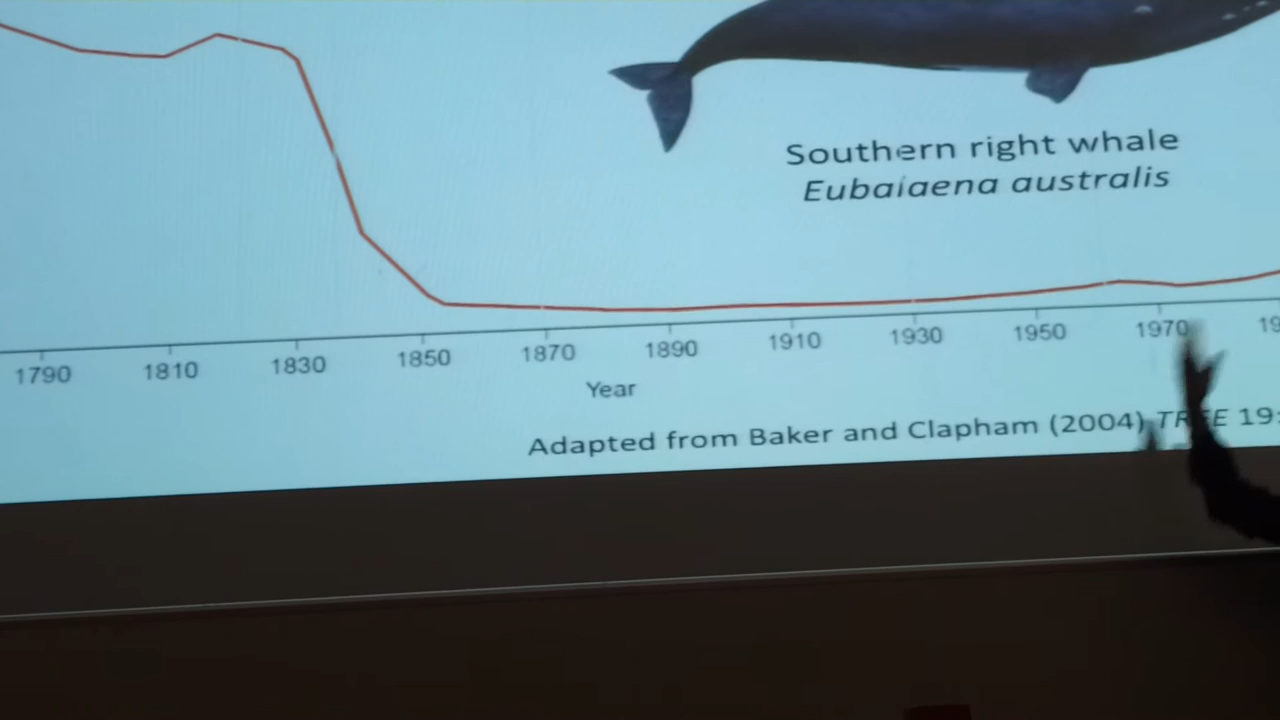 Southern right whale
Eubalaena australis
1790 1810 1830 1850 1870 1890 1910 1930 1950 1970 19
Year
Adapted from Baker and Clapham (2004) TREE 19: